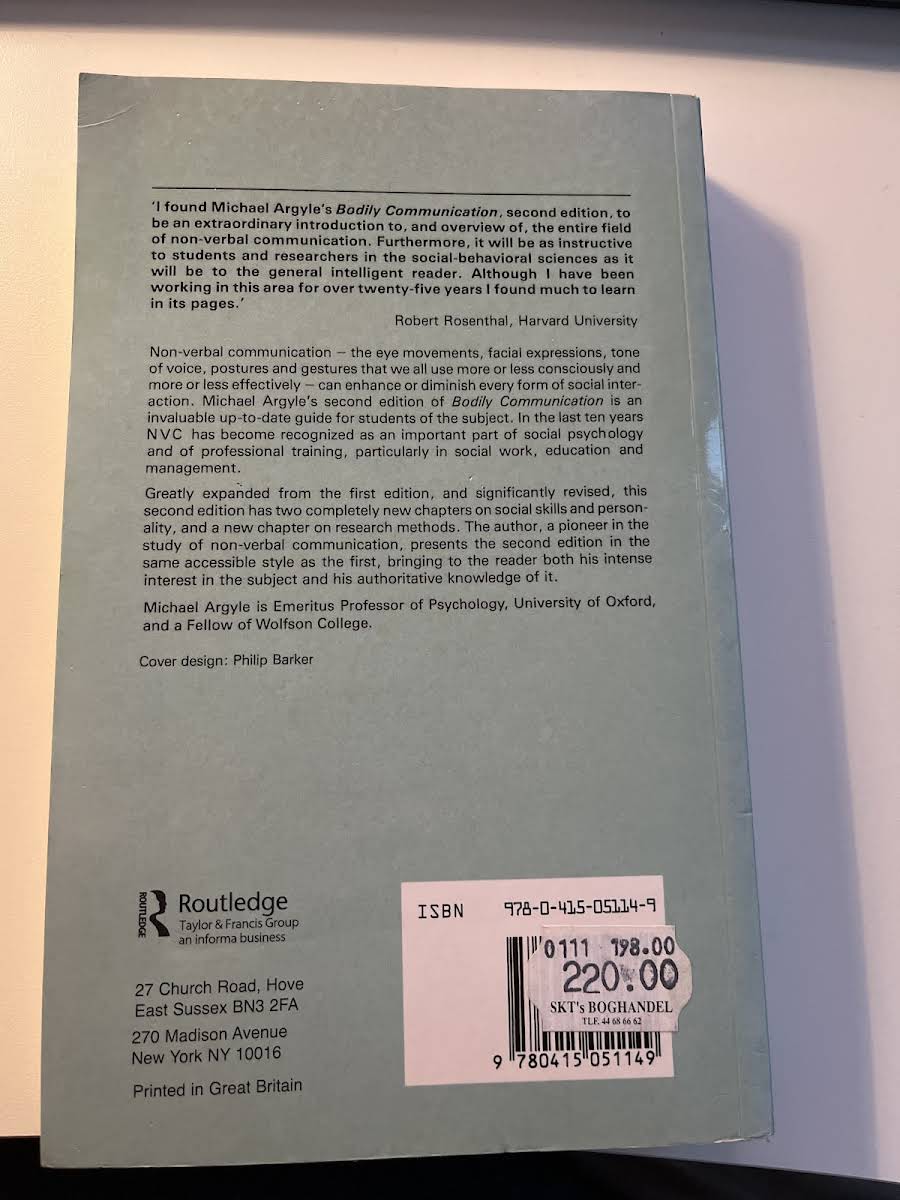 'I found Michael Argyle's Bodily Communication, second edition, to
be an extraordinary introduction to, and overview of, the entire field
of non-verbal communication. Furthermore, it will be as instructive
to students and researchers in the social-behavioral sciences as it
will be to the general intelligent reader. Although I have been
working in this area for over twenty-five years I found much to learn
in its pages.'
Robert Rosenthal, Harvard University
Non-verbal communication – the eye movements, facial expressions, tone
of voice, postures and gestures that we all use more or less consciously and
more or less effectively – can enhance or diminish every form of social inter-
action. Michael Argyle's second edition of Bodily Communication is an
invaluable up-to-date guide for students of the subject. In the last ten years
NVC has become recognized as an important part of social psychology
and of professional training, particularly in social work, education and
management.
Greatly expanded from the first edition, and significantly revised, this
second edition has two completely new chapters on social skills and person-
ality, and a new chapter on research methods. The author, a pioneer in the
study of non-verbal communication, presents the second edition in the
same accessible style as the first, bringing to the reader both his intense
interest in the subject and his authoritative knowledge of it.
Michael Argyle is Emeritus Professor of Psychology, University of Oxford,
and a Fellow of Wolfson College.
Cover design: Philip Barker
ROUTLEDGE
Routledge
Taylor & Francis Group
an informa business
27 Church Road, Hove
East Sussex BN3 2FA
270 Madison Avenue
New York NY 10016
Printed in Great Britain
ISBN 978-0-415-05114-9
0111 198.00
220.00
SKT's BOGHANDEL
TLF. 44 68 66 62
9 780415 051149